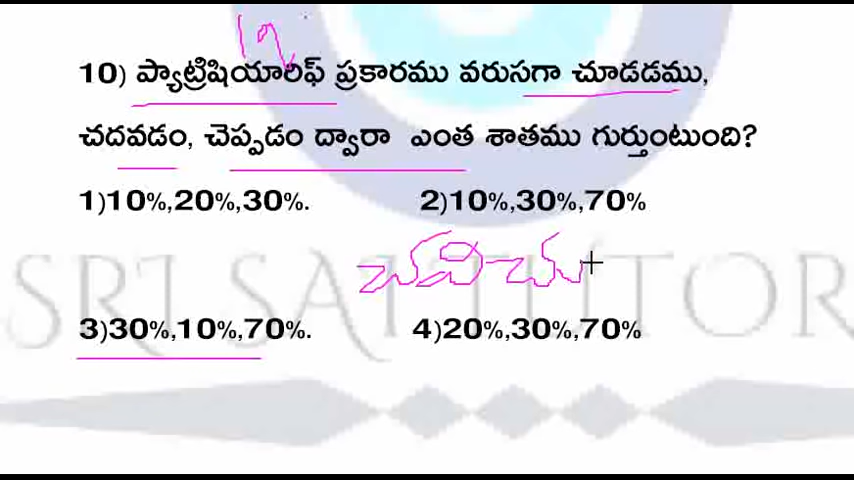 19
10) ప్యాట్రిషియారిఫ్ ప్రకారము వరుసగా చూడడము,
చదవడం, చెప్పడం ద్వారా ఎంత శాతము గుర్తుంటుంది?
1)10%,20%,30%. 2)10%,30%,70%
SRI SAI TUTOR
3)30%,10%,70%. 4)20%,30%,70%